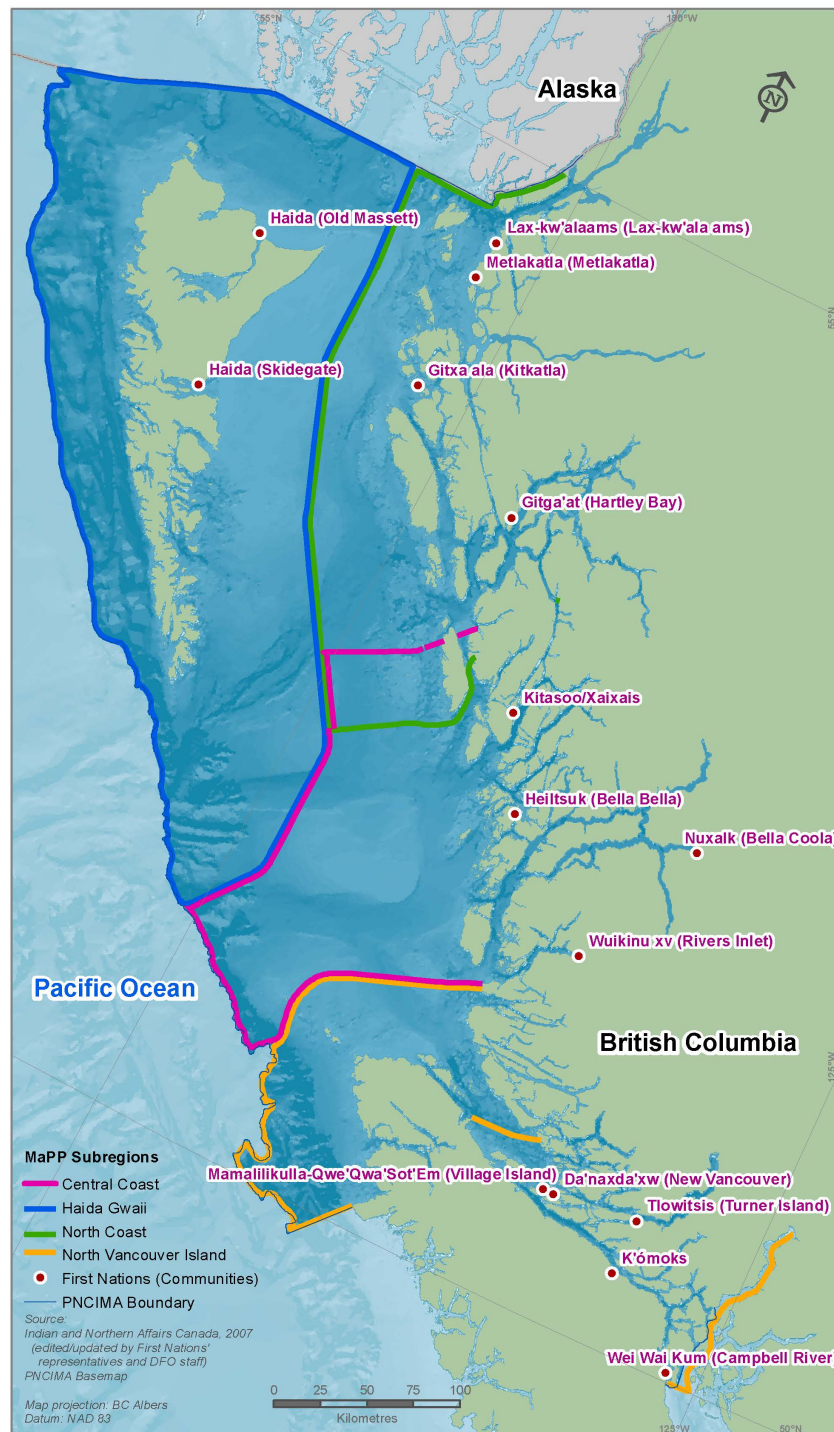 55°N
130°W
Alaska
N
Haida (Old Massett)
Lax-kw'alaams (Lax-kw'ala ams)
Metlakatla (Metlakatla)
55°N
Haida (Skidegate)
Gitxa ala (Kitkatla)
Gitga'at (Hartley Bay)
Kitasoo/Xaixais
Heiltsuk (Bella Bella)
Nuxalk (Bella Coola)
Wuikinu xv (Rivers Inlet)
Pacific Ocean
British Columbia
125°W
MaPP Subregions
Central Coast
Haida Gwaii
North Coast
North Vancouver Island
First Nations (Communities)
PNCIMA Boundary
Mamalilikulla-Qwe'Qwa'Sot'Em (Village Island)
Da'naxda'xw (New Vancouver)
Tlowitsis (Turner Island)
K'ómoks
Wei Wai Kum (Campbell River)
Source:
Indian and Northern Affairs Canada, 2007
(edited/updated by First Nations'
representatives and DFO staff)
PNCIMA Basemap
Map projection: BC Albers
Datum: NAD 83
0 25 50 75 100
Kilometres
125°W
50°N